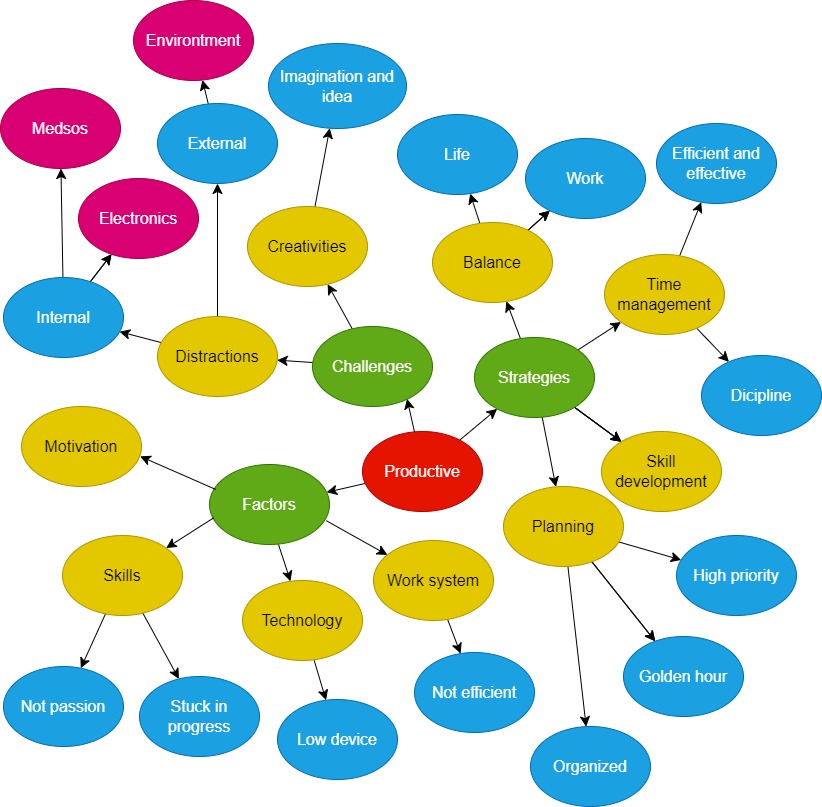 Environtment
Imagination and
idea
Medsos
External
Life
Work
Efficient and
effective
Electronics
Creativities
Balance
Time
management
Internal
Distractions
Challenges
Strategies
Dicipline
Motivation
Productive
Skill
development
Factors
Planning
Skills
Work system
High priority
Technology
Golden hour
Not passion
Stuck in
progress
Not efficient
Low device
Organized